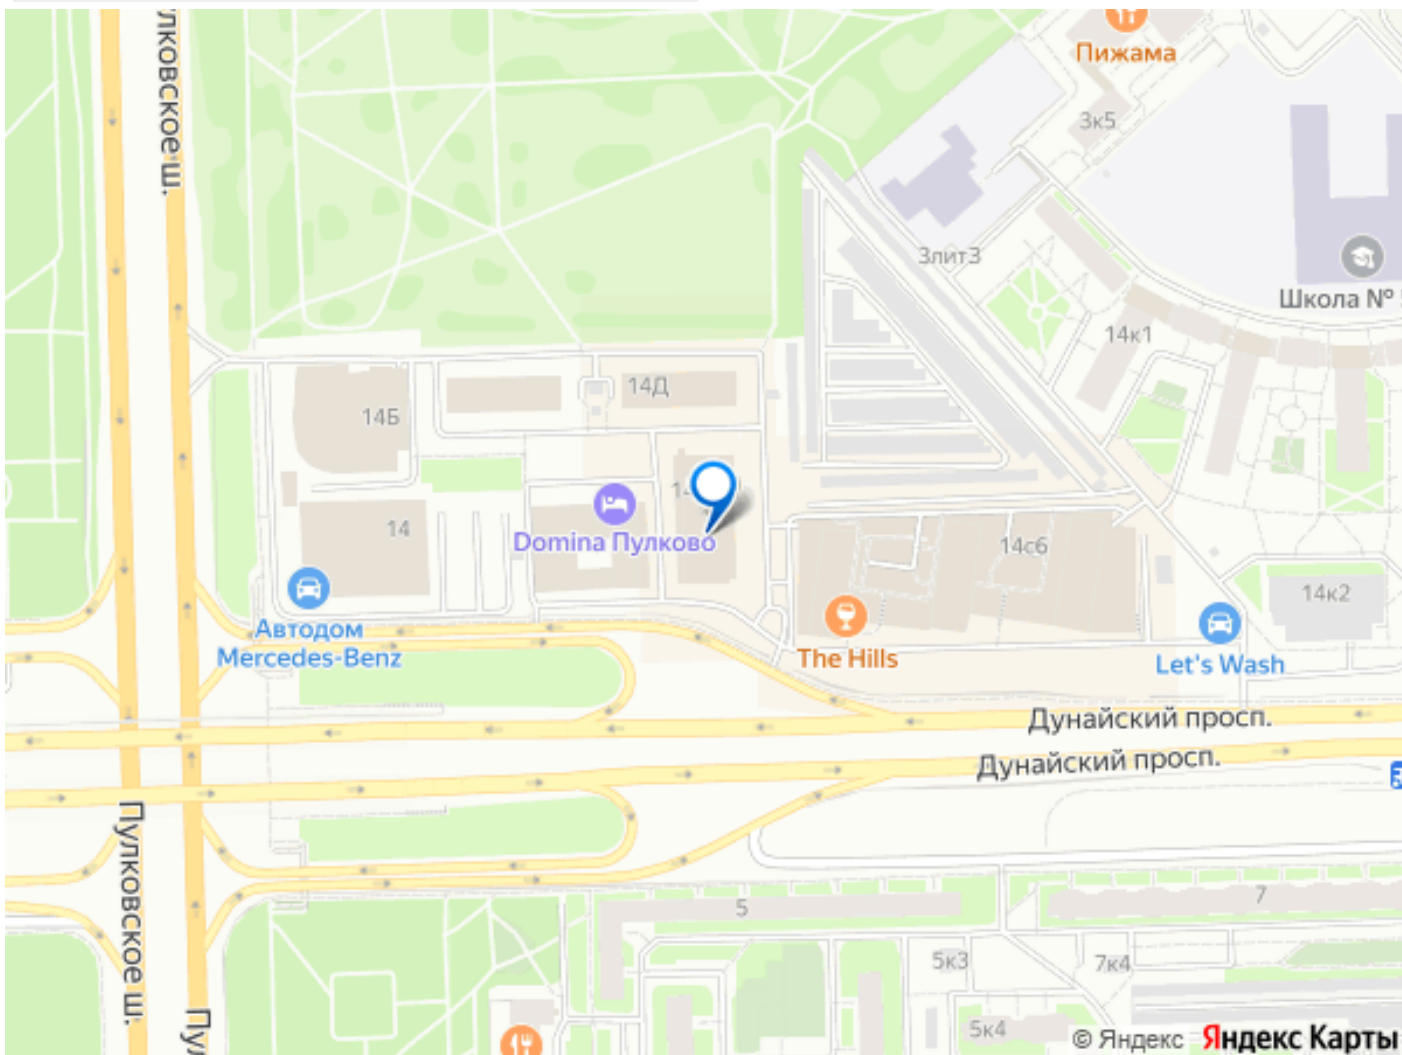 Пижама
3к5
3литЗ
Школа №
14к1
Пулковское ш.
14Д
14Б
14
Domina Пулково
14с6
14к2
Автодом
Mercedes-Benz
The Hills
Let's Wash
Дунайский просп.
Дунайский просп.
Пулковское ш.
5
7
5к3
7к4
5к4
© Яндекс Яндекс Карты